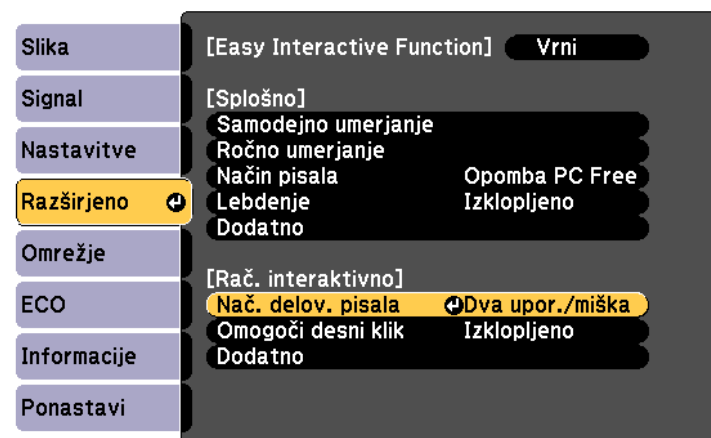 Slika
Signal
Nastavitve
Razširjeno
Omrežje
ECO
Informacije
Ponastavi
[Easy Interactive Function] Vrni
[Splošno]
Samodejno umerjanje
Ročno umerjanje
Način pisala Opomba PC Free
Lebdenje Izklopljeno
Dodatno
[Rač. interaktivno]
Nač. delov. pisala Dva upor./miška
Omogoči desni klik Izklopljeno
Dodatno